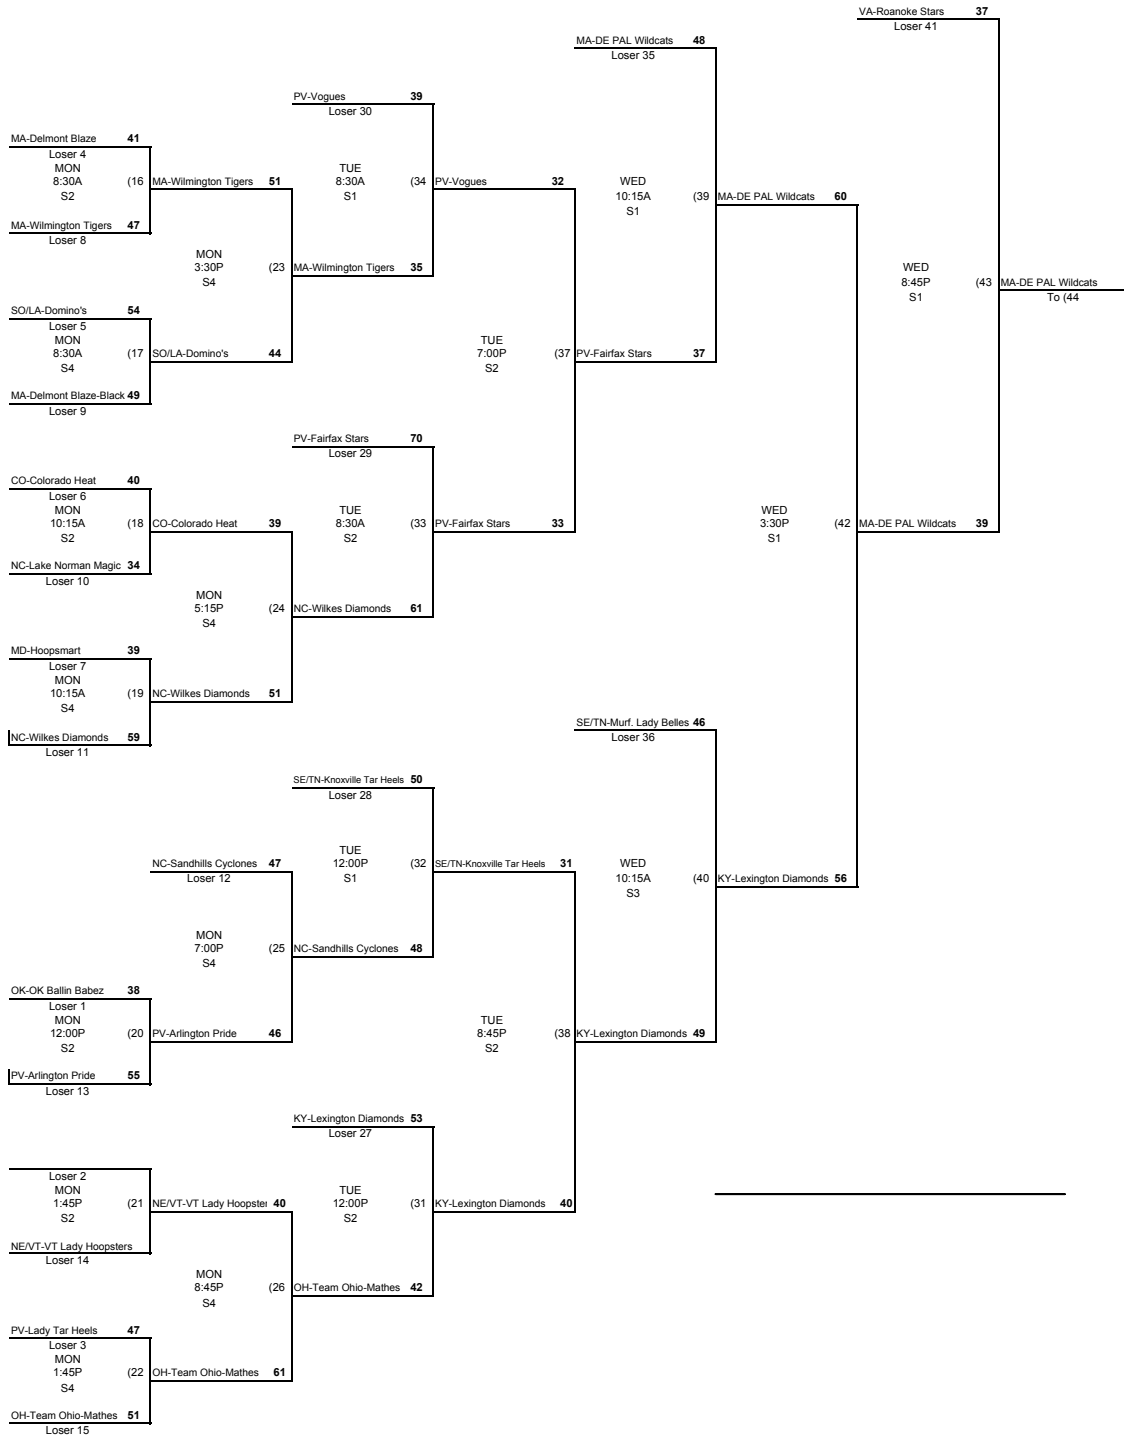 VA-Roanoke Stars 37
Loser 41
MA-DE PAL Wildcats 48
Loser 35
PV-Vogues 39
Loser 30
MA-Delmont Blaze 41
Loser 4
MON
8:30A
S2
(16 MA-Wilmington Tigers 51
TUE
8:30A
S1
(34 PV-Vogues 32
WED
10:15A
S1
(39 MA-DE PAL Wildcats 60
MA-Wilmington Tigers 47
Loser 8
MON
3:30P
S4
(23 MA-Wilmington Tigers 35
WED
8:45P
S1
(43 MA-DE PAL Wildcats
To (44
SO/LA-Domino's 54
Loser 5
MON
8:30A
S4
(17 SO/LA-Domino's 44
TUE
7:00P
S2
(37 PV-Fairfax Stars 37
MA-Delmont Blaze-Black 49
Loser 9
PV-Fairfax Stars 70
Loser 29
CO-Colorado Heat 40
Loser 6
MON
10:15A
S2
(18 CO-Colorado Heat 39
TUE
8:30A
S2
(33 PV-Fairfax Stars 33
WED
3:30P
S1
(42 MA-DE PAL Wildcats 39
NC-Lake Norman Magic 34
Loser 10
MON
5:15P
S4
(24 NC-Wilkes Diamonds 61
MD-Hoopsmart 39
Loser 7
MON
10:15A
S4
(19 NC-Wilkes Diamonds 51
NC-Wilkes Diamonds 59
Loser 11
SE/TN-Murf. Lady Belles 46
Loser 36
SE/TN-Knoxville Tar Heels 50
Loser 28
NC-Sandhills Cyclones 47
Loser 12
TUE
12:00P
S1
(32 SE/TN-Knoxville Tar Heels 31
WED
10:15A
S3
(40 KY-Lexington Diamonds 56
MON
7:00P
S4
(25 NC-Sandhills Cyclones 48
OK-OK Ballin Babez 38
Loser 1
MON
12:00P
S2
(20 PV-Arlington Pride 46
TUE
8:45P
S2
(38 KY-Lexington Diamonds 49
PV-Arlington Pride 55
Loser 13
KY-Lexington Diamonds 53
Loser 27
Loser 2
MON
1:45P
S2
(21 NE/VT-VT Lady Hoopster 40
TUE
12:00P
S2
(31 KY-Lexington Diamonds 40
NE/VT-VT Lady Hoopsters
Loser 14
MON
8:45P
S4
(26 OH-Team Ohio-Mathes 42
PV-Lady Tar Heels 47
Loser 3
MON
1:45P
S4
(22 OH-Team Ohio-Mathes 61
OH-Team Ohio-Mathes 51
Loser 15